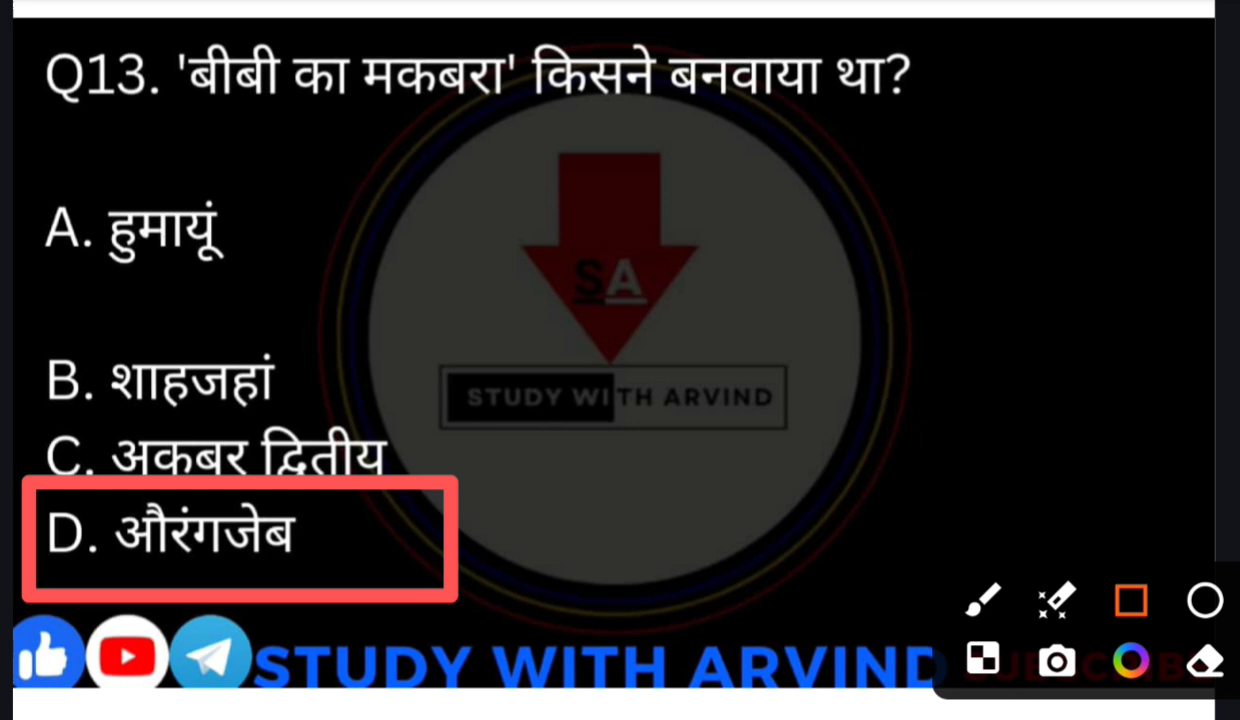 Q13. 'बीबी का मकबरा' किसने बनवाया था?
A. हुमायूं
SA
B. शाहजहां
STUDY WITH ARVIND
C. अकबर द्वितीय
D. औरंगजेब
STUDY WITH ARVIND